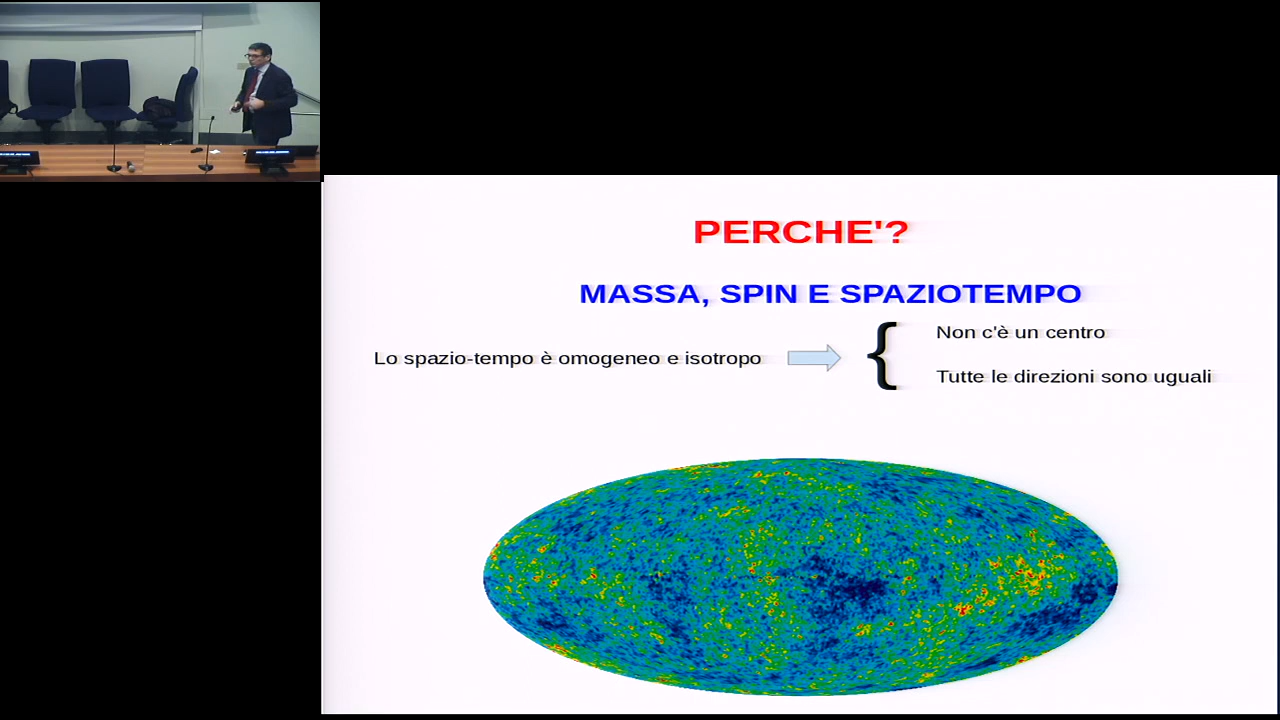 PERCHE'?
MASSA, SPIN E SPAZIOTEMPO
Lo spazio-tempo è omogeneo e isotropo
Non c'è un centro
Tutte le direzioni sono uguali